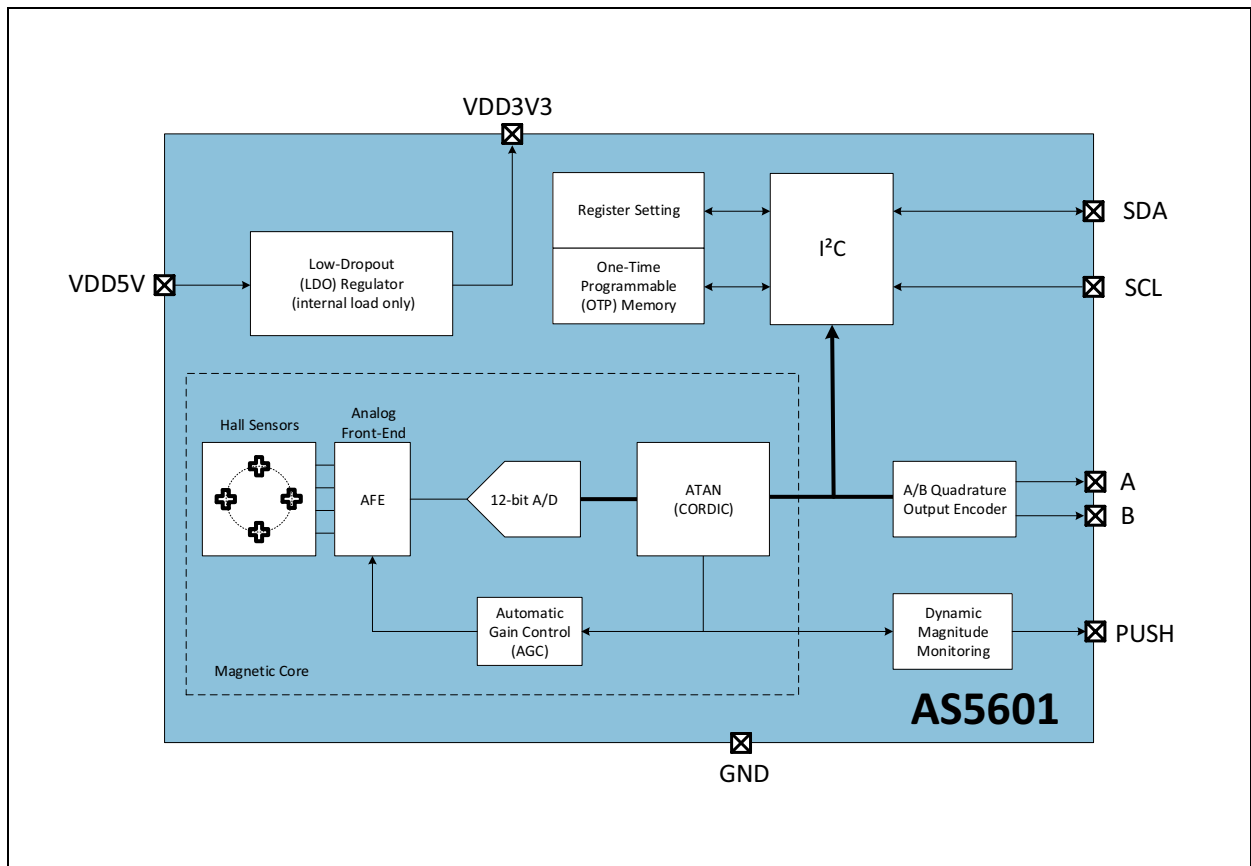 VDD3V3
Register Setting
I²C
SDA
Low-Dropout
(LDO) Regulator
(internal load only)
VDD5V
One-Time
Programmable
(OTP) Memory
SCL
Hall Sensors
Analog
Front-End
AFE
12-bit A/D
ATAN
(CORDIC)
A/B Quadrature
Output Encoder
A
B
Automatic
Gain Control
(AGC)
Dynamic
Magnitude
Monitoring
PUSH
Magnetic Core
AS5601
GND